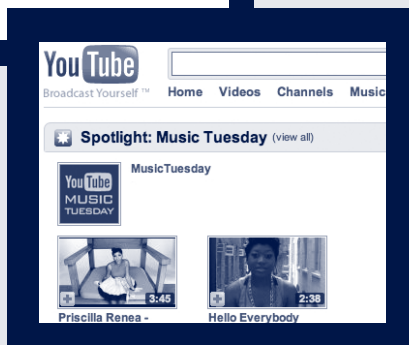 YouTube
Broadcast Yourself ™
Home Videos Channels Music
Spotlight: Music Tuesday (view all)
MusicTuesday
YouTube
MUSIC
TUESDAY
3:45
2:38
Priscilla Renea -
Hello Everybody